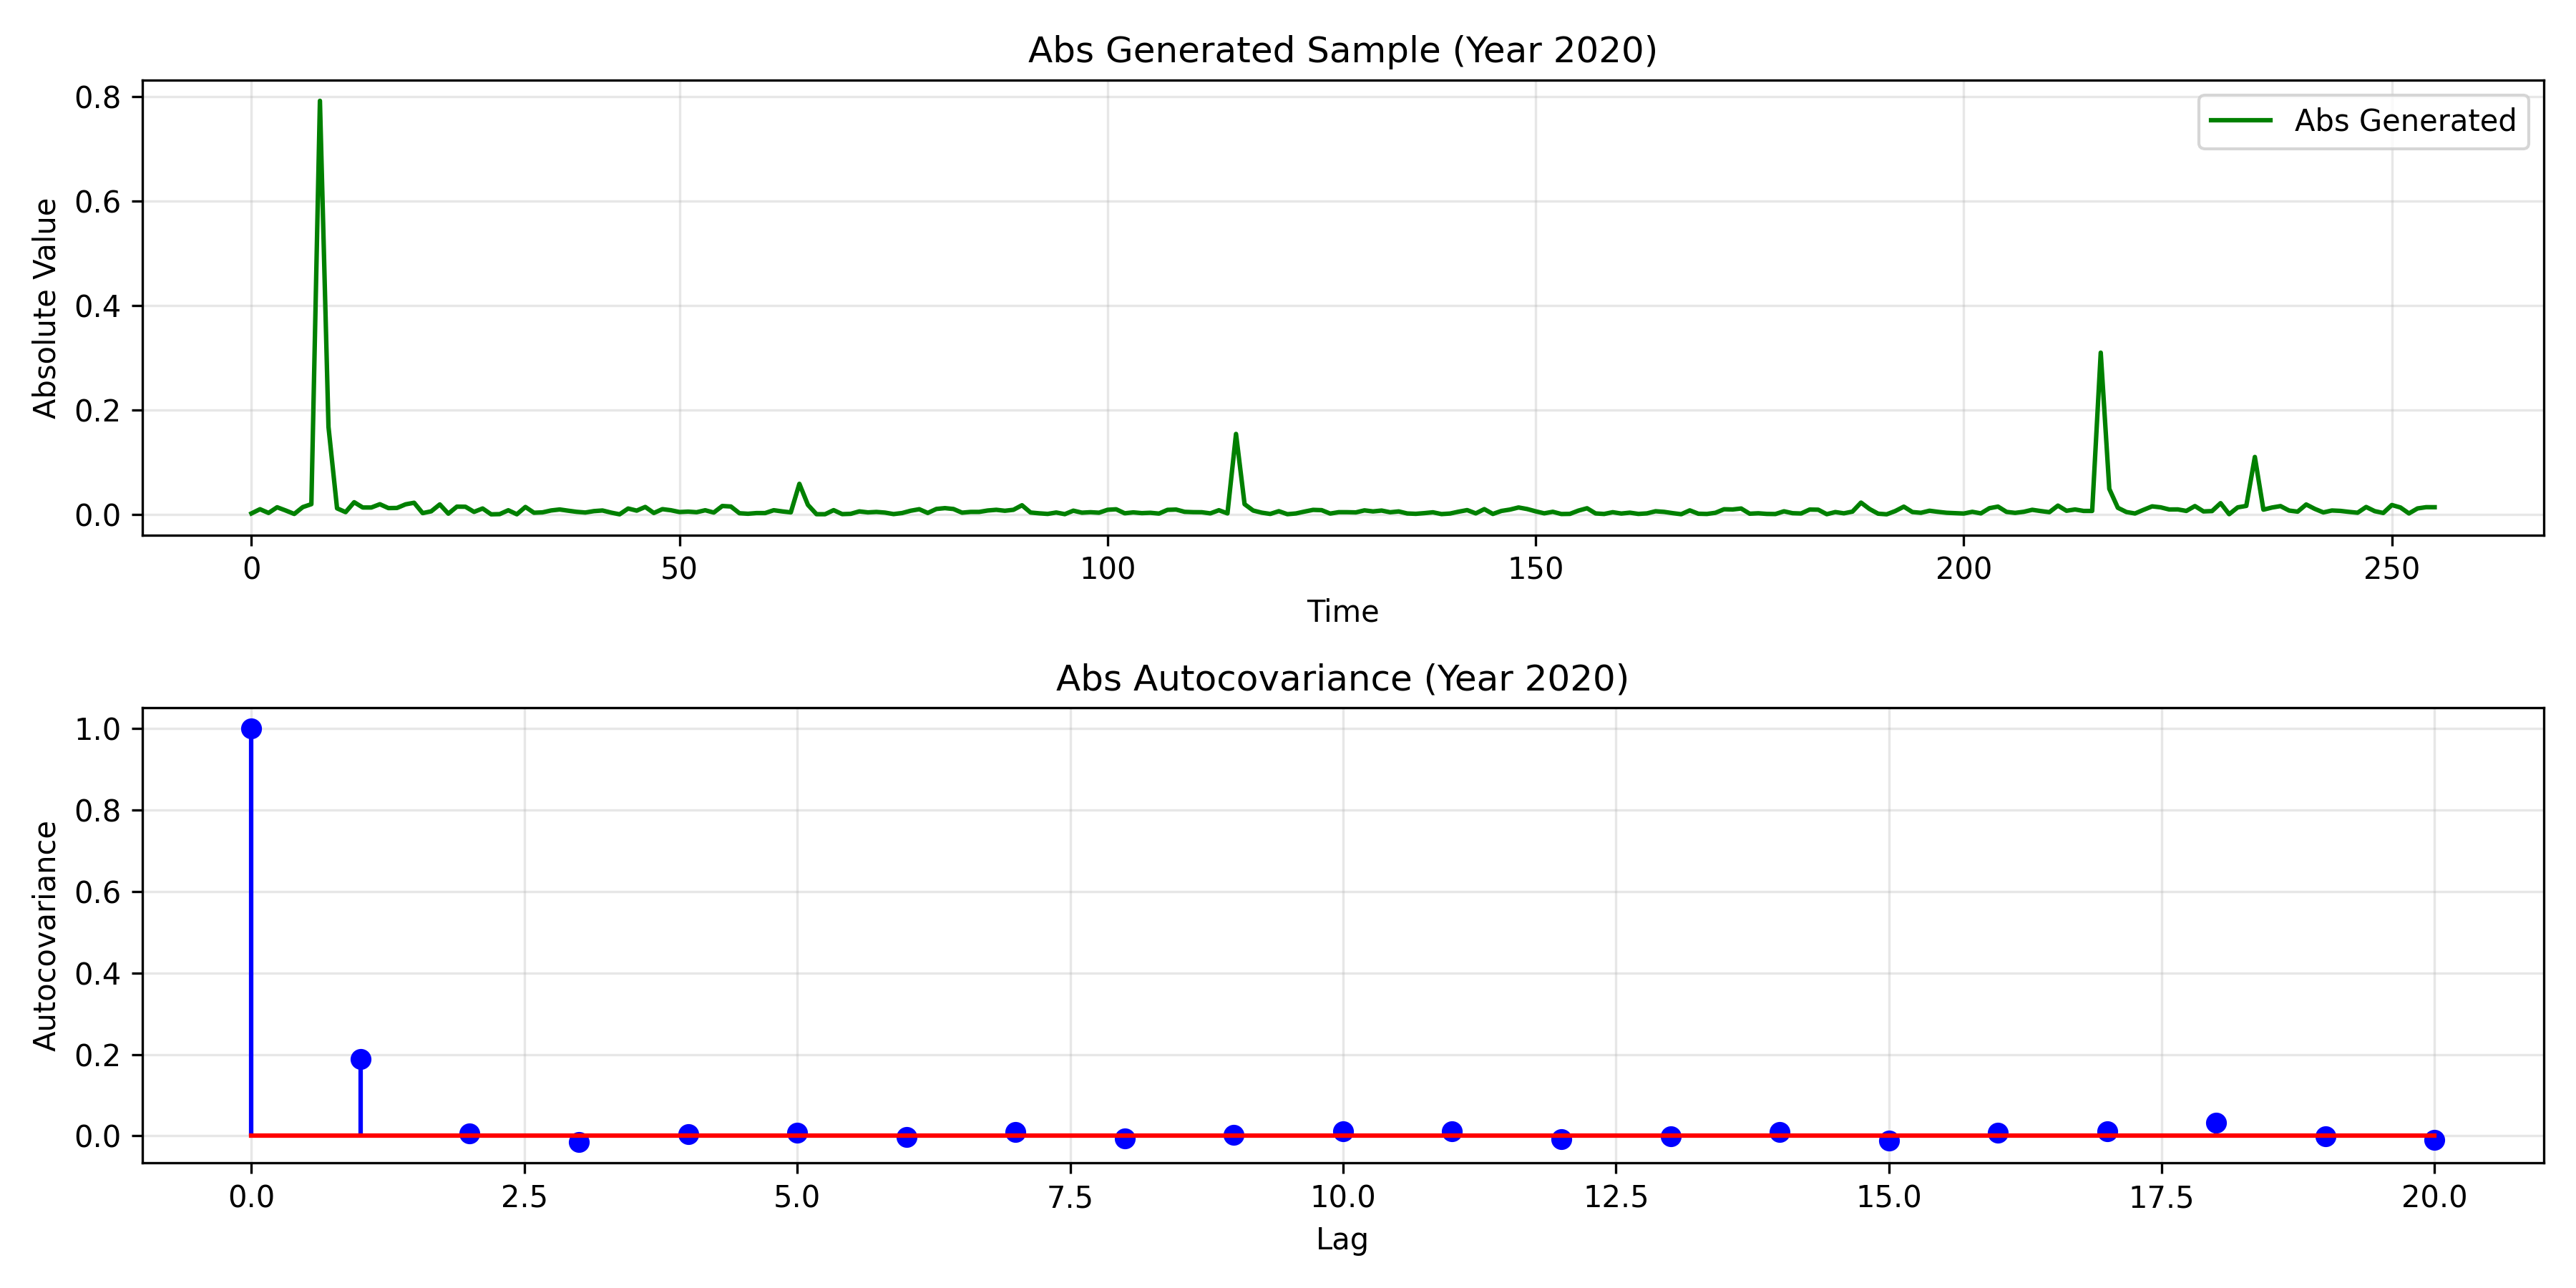 Abs Generated Sample (Year 2020)
Absolute Value
0.8
0.6
0.4
0.2
0.0
Abs Generated
0 50 100 150 200 250
Time
Abs Autocovariance (Year 2020)
Autocovariance
1.0
0.8
0.6
0.4
0.2
0.0
0.0 2.5 5.0 7.5 10.0 12.5 15.0 17.5 20.0
Lag